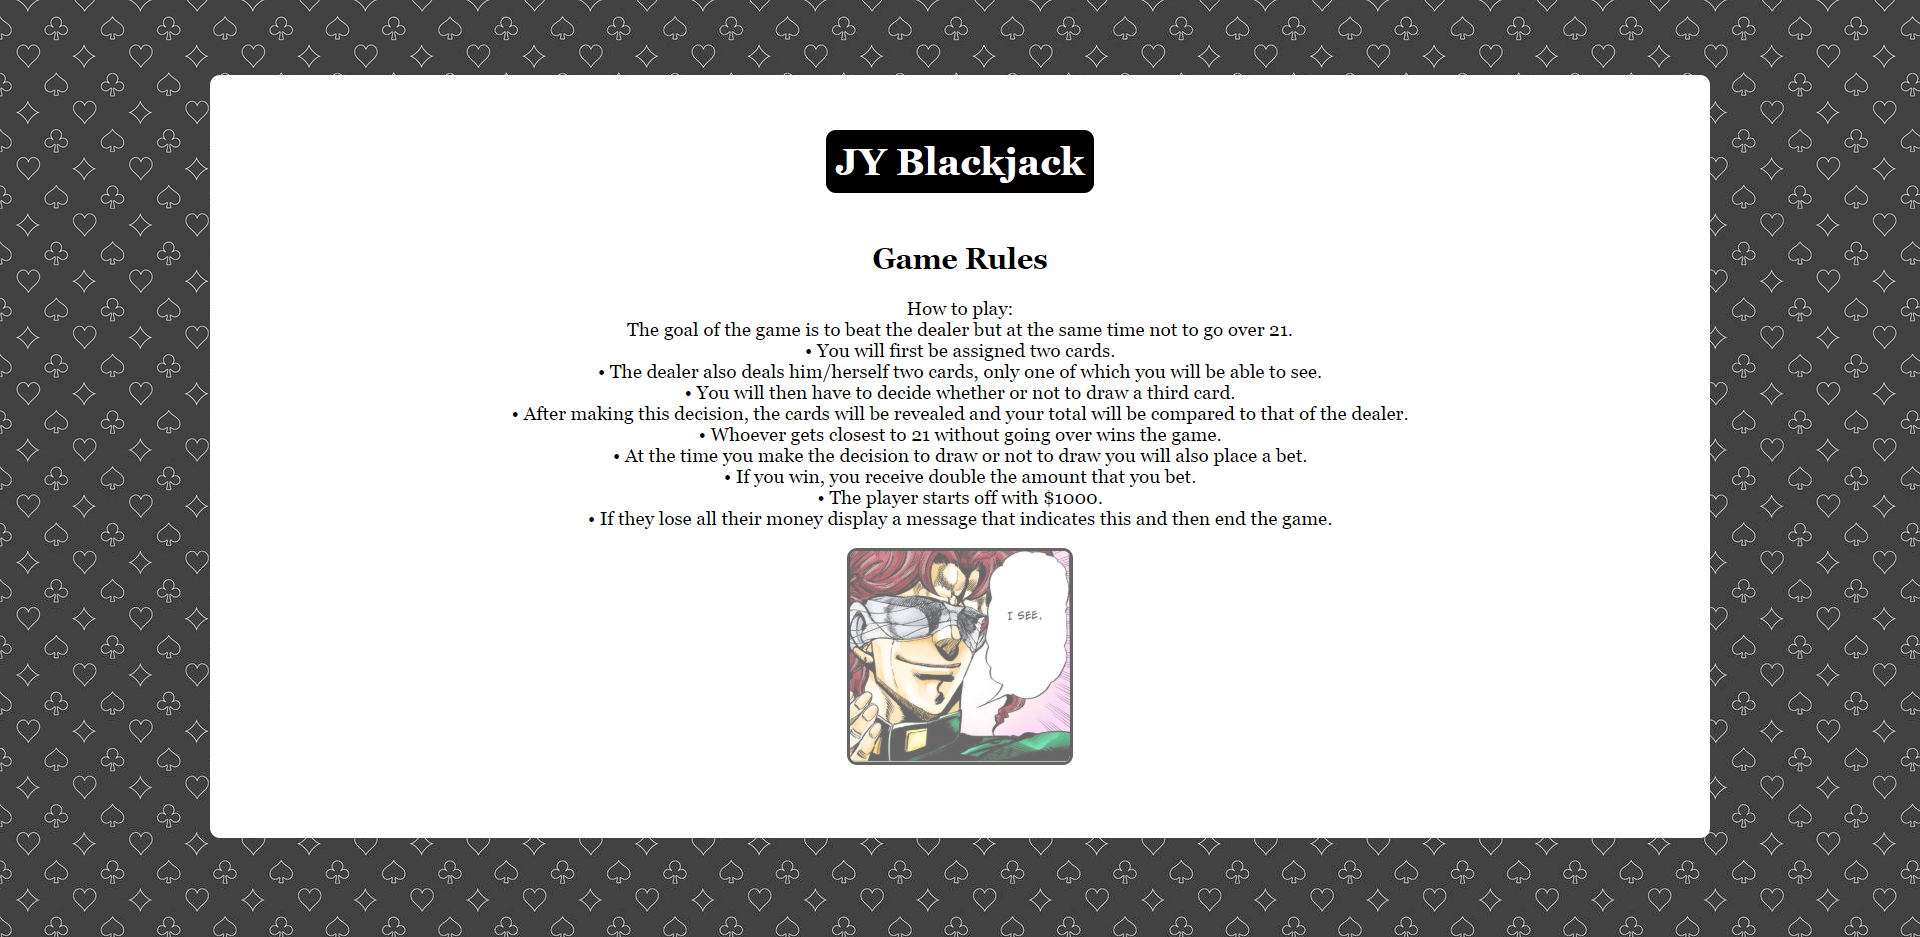 JY Blackjack
Game Rules
How to play:
The goal of the game is to beat the dealer but at the same time not to go over 21.
• You will first be assigned two cards.
• The dealer also deals him/herself two cards, only one of which you will be able to see.
• You will then have to decide whether or not to draw a third card.
• After making this decision, the cards will be revealed and your total will be compared to that of the dealer.
• Whoever gets closest to 21 without going over wins the game.
• At the time you make the decision to draw or not to draw you will also place a bet.
• If you win, you receive double the amount that you bet.
• The player starts off with $1000.
• If they lose all their money display a message that indicates this and then end the game.
I SEE,